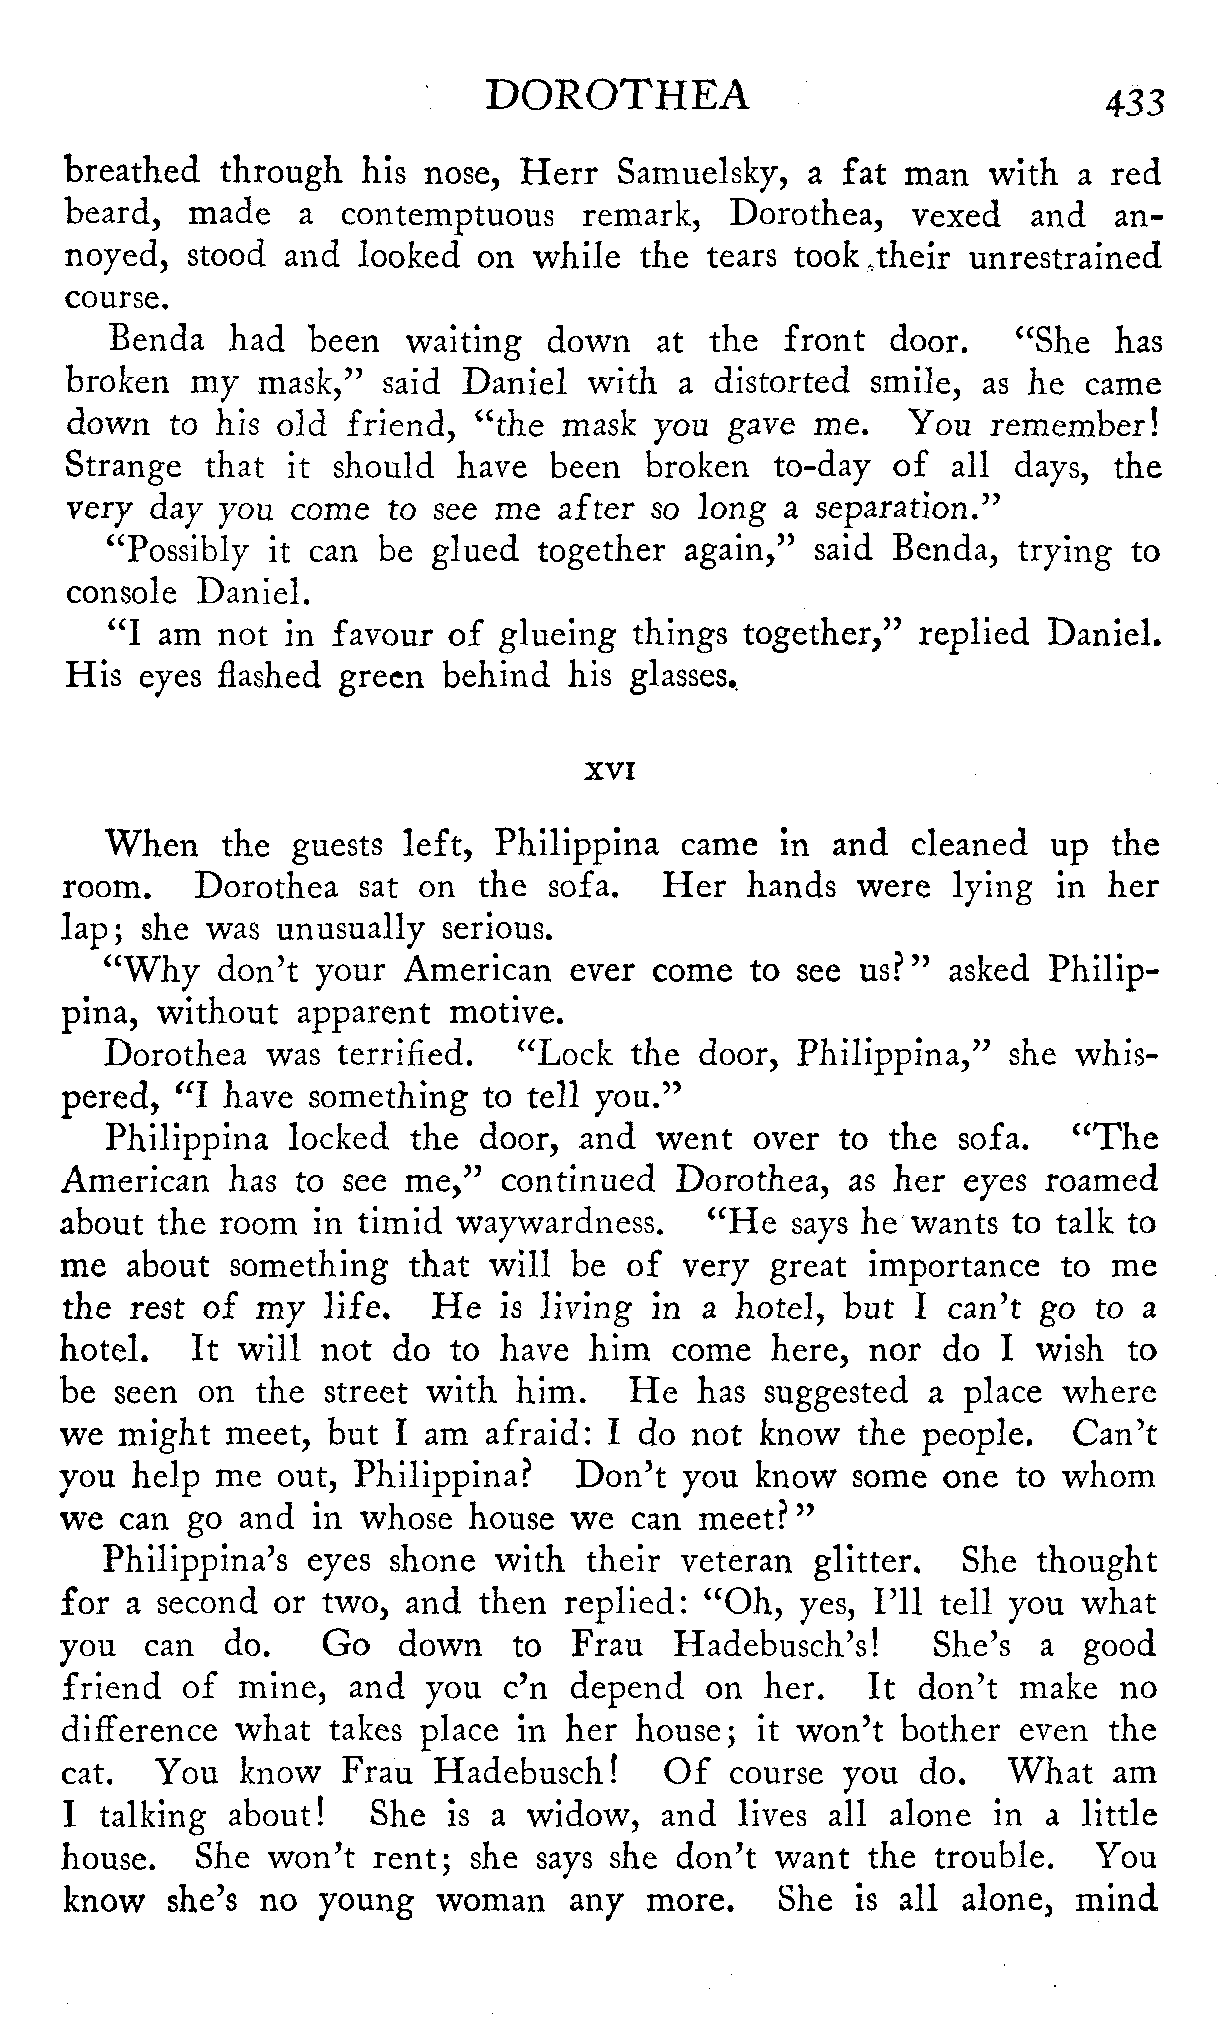 DOROTHEA 433
breathed through his nose, Herr Samuelsky, a fat man with a red
beard, made a contemptuous remark, Dorothea, vexed and an-
noyed, stood and looked on while the tears took their unrestrained
course.
Benda had been waiting down at the front door. “She has
broken my mask,” said Daniel with a distorted smile, as he came
down to his old friend, “the mask you gave me. You remember!
Strange that it should have been broken to-day of all days, the
very day you come to see me after so long a separation.”
“Possibly it can be glued together again,” said Benda, trying to
console Daniel.
“I am not in favour of glueing things together,” replied Daniel.
His eyes flashed green behind his glasses.
XVI
When the guests left, Philippina came in and cleaned up the
room. Dorothea sat on the sofa. Her hands were lying in her
lap; she was unusually serious.
“Why don’t your American ever come to see us?” asked Philip-
pina, without apparent motive.
Dorothea was terrified. “Lock the door, Philippina,” she whis-
pered, “I have something to tell you.”
Philippina locked the door, and went over to the sofa. “The
American has to see me,” continued Dorothea, as her eyes roamed
about the room in timid waywardness. “He says he wants to talk to
me about something that will be of very great importance to me
the rest of my life. He is living in a hotel, but I can’t go to a
hotel. It will not do to have him come here, nor do I wish to
be seen on the street with him. He has suggested a place where
we might meet, but I am afraid: I do not know the people. Can’t
you help me out, Philippina? Don’t you know some one to whom
we can go and in whose house we can meet?”
Philippina’s eyes shone with their veteran glitter. She thought
for a second or two, and then replied: “Oh, yes, I’ll tell you what
you can do. Go down to Frau Hadebusch’s! She’s a good
friend of mine, and you c’n depend on her. It don’t make no
difference what takes place in her house; it won’t bother even the
cat. You know Frau Hadebusch! Of course you do. What am
I talking about! She is a widow, and lives all alone in a little
house. She won’t rent; she says she don’t want the trouble. You
know she’s no young woman any more. She is all alone, mind